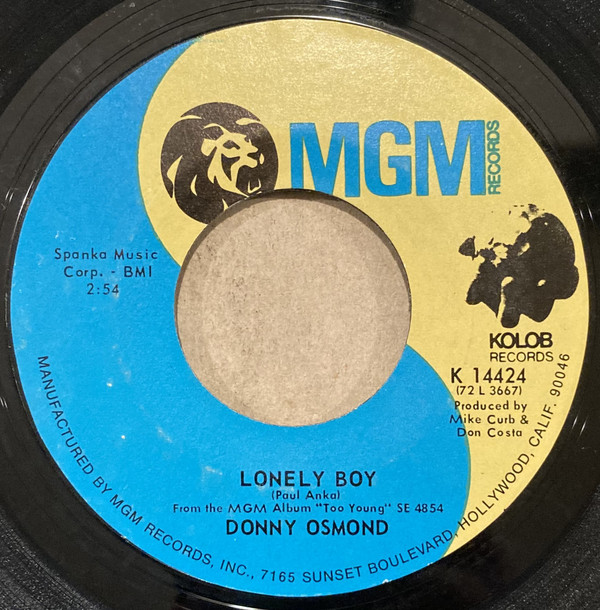 MGM
RECORDS
Spanka Music
Corp. - BMI
2:54
KOLOB
RECORDS
K 14424
(72 L 3667)
Produced by
Mike Curb &
Don Costa
LONELY BOY
(Paul Anka)
From the MGM Album "Too Young" SE 4854
DONNY OSMOND
MANUFACTURED BY MGM RECORDS, INC., 7165 SUNSET BOULEVARD, HOLLYWOOD, CALIF. 90046